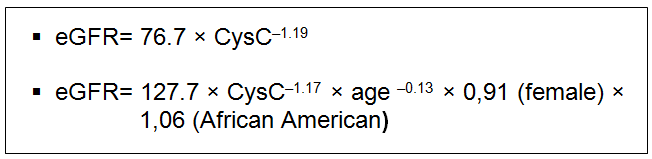 ▪ eGFR= 76.7 × CysC⁻¹·¹⁹
▪ eGFR= 127.7 × CysC⁻¹·¹⁷ × age ⁻⁰·¹³ × 0,91 (female) ×
1,06 (African American)